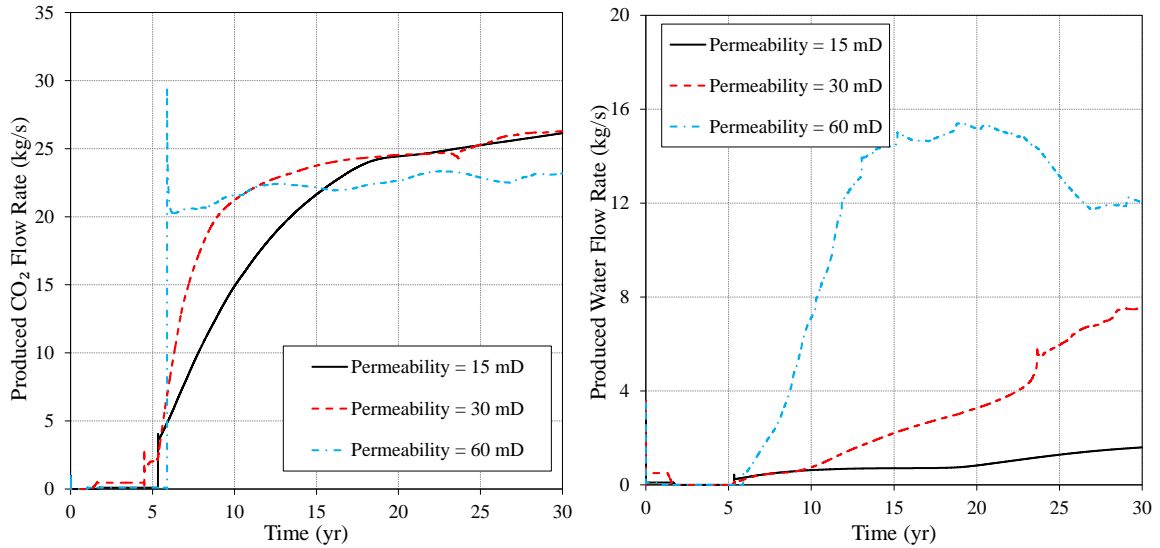 35
30
25
20
15
10
5
0
0 5 10 15 20 25 30
Produced CO₂ Flow Rate (kg/s)
Time (yr)
Permeability = 15 mD
Permeability = 30 mD
Permeability = 60 mD
20
16
12
8
4
0
0 5 10 15 20 25 30
Produced Water Flow Rate (kg/s)
Time (yr)
Permeability = 15 mD
Permeability = 30 mD
Permeability = 60 mD